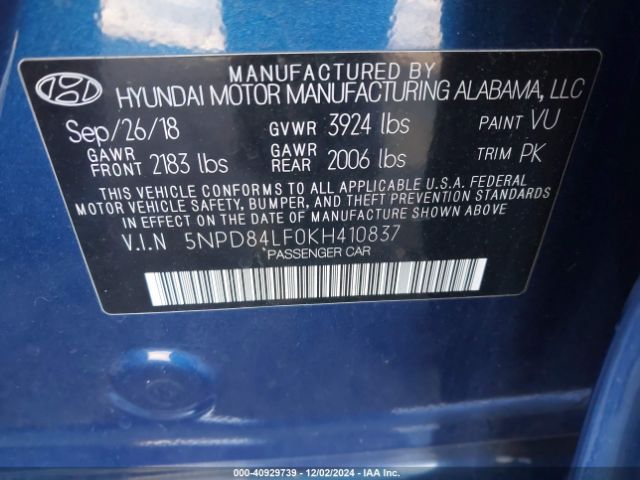 MANUFACTURED BY
HYUNDAI MOTOR MANUFACTURING ALABAMA, LLC
Sep/26/18 GVWR 3924 lbs PAINT VU
GAWR FRONT 2183 lbs GAWR REAR 2006 lbs TRIM PK
THIS VEHICLE CONFORMS TO ALL APPLICABLE U.S.A. FEDERAL
MOTOR VEHICLE SAFETY, BUMPER, AND THEFT PREVENTION STANDARDS
IN EFFECT ON THE DATE OF MANUFACTURE SHOWN ABOVE.
V.I.N 5NPD84LF0KH410837
PASSENGER CAR
000-40929739 - 12/02/2024 - IAA Inc.